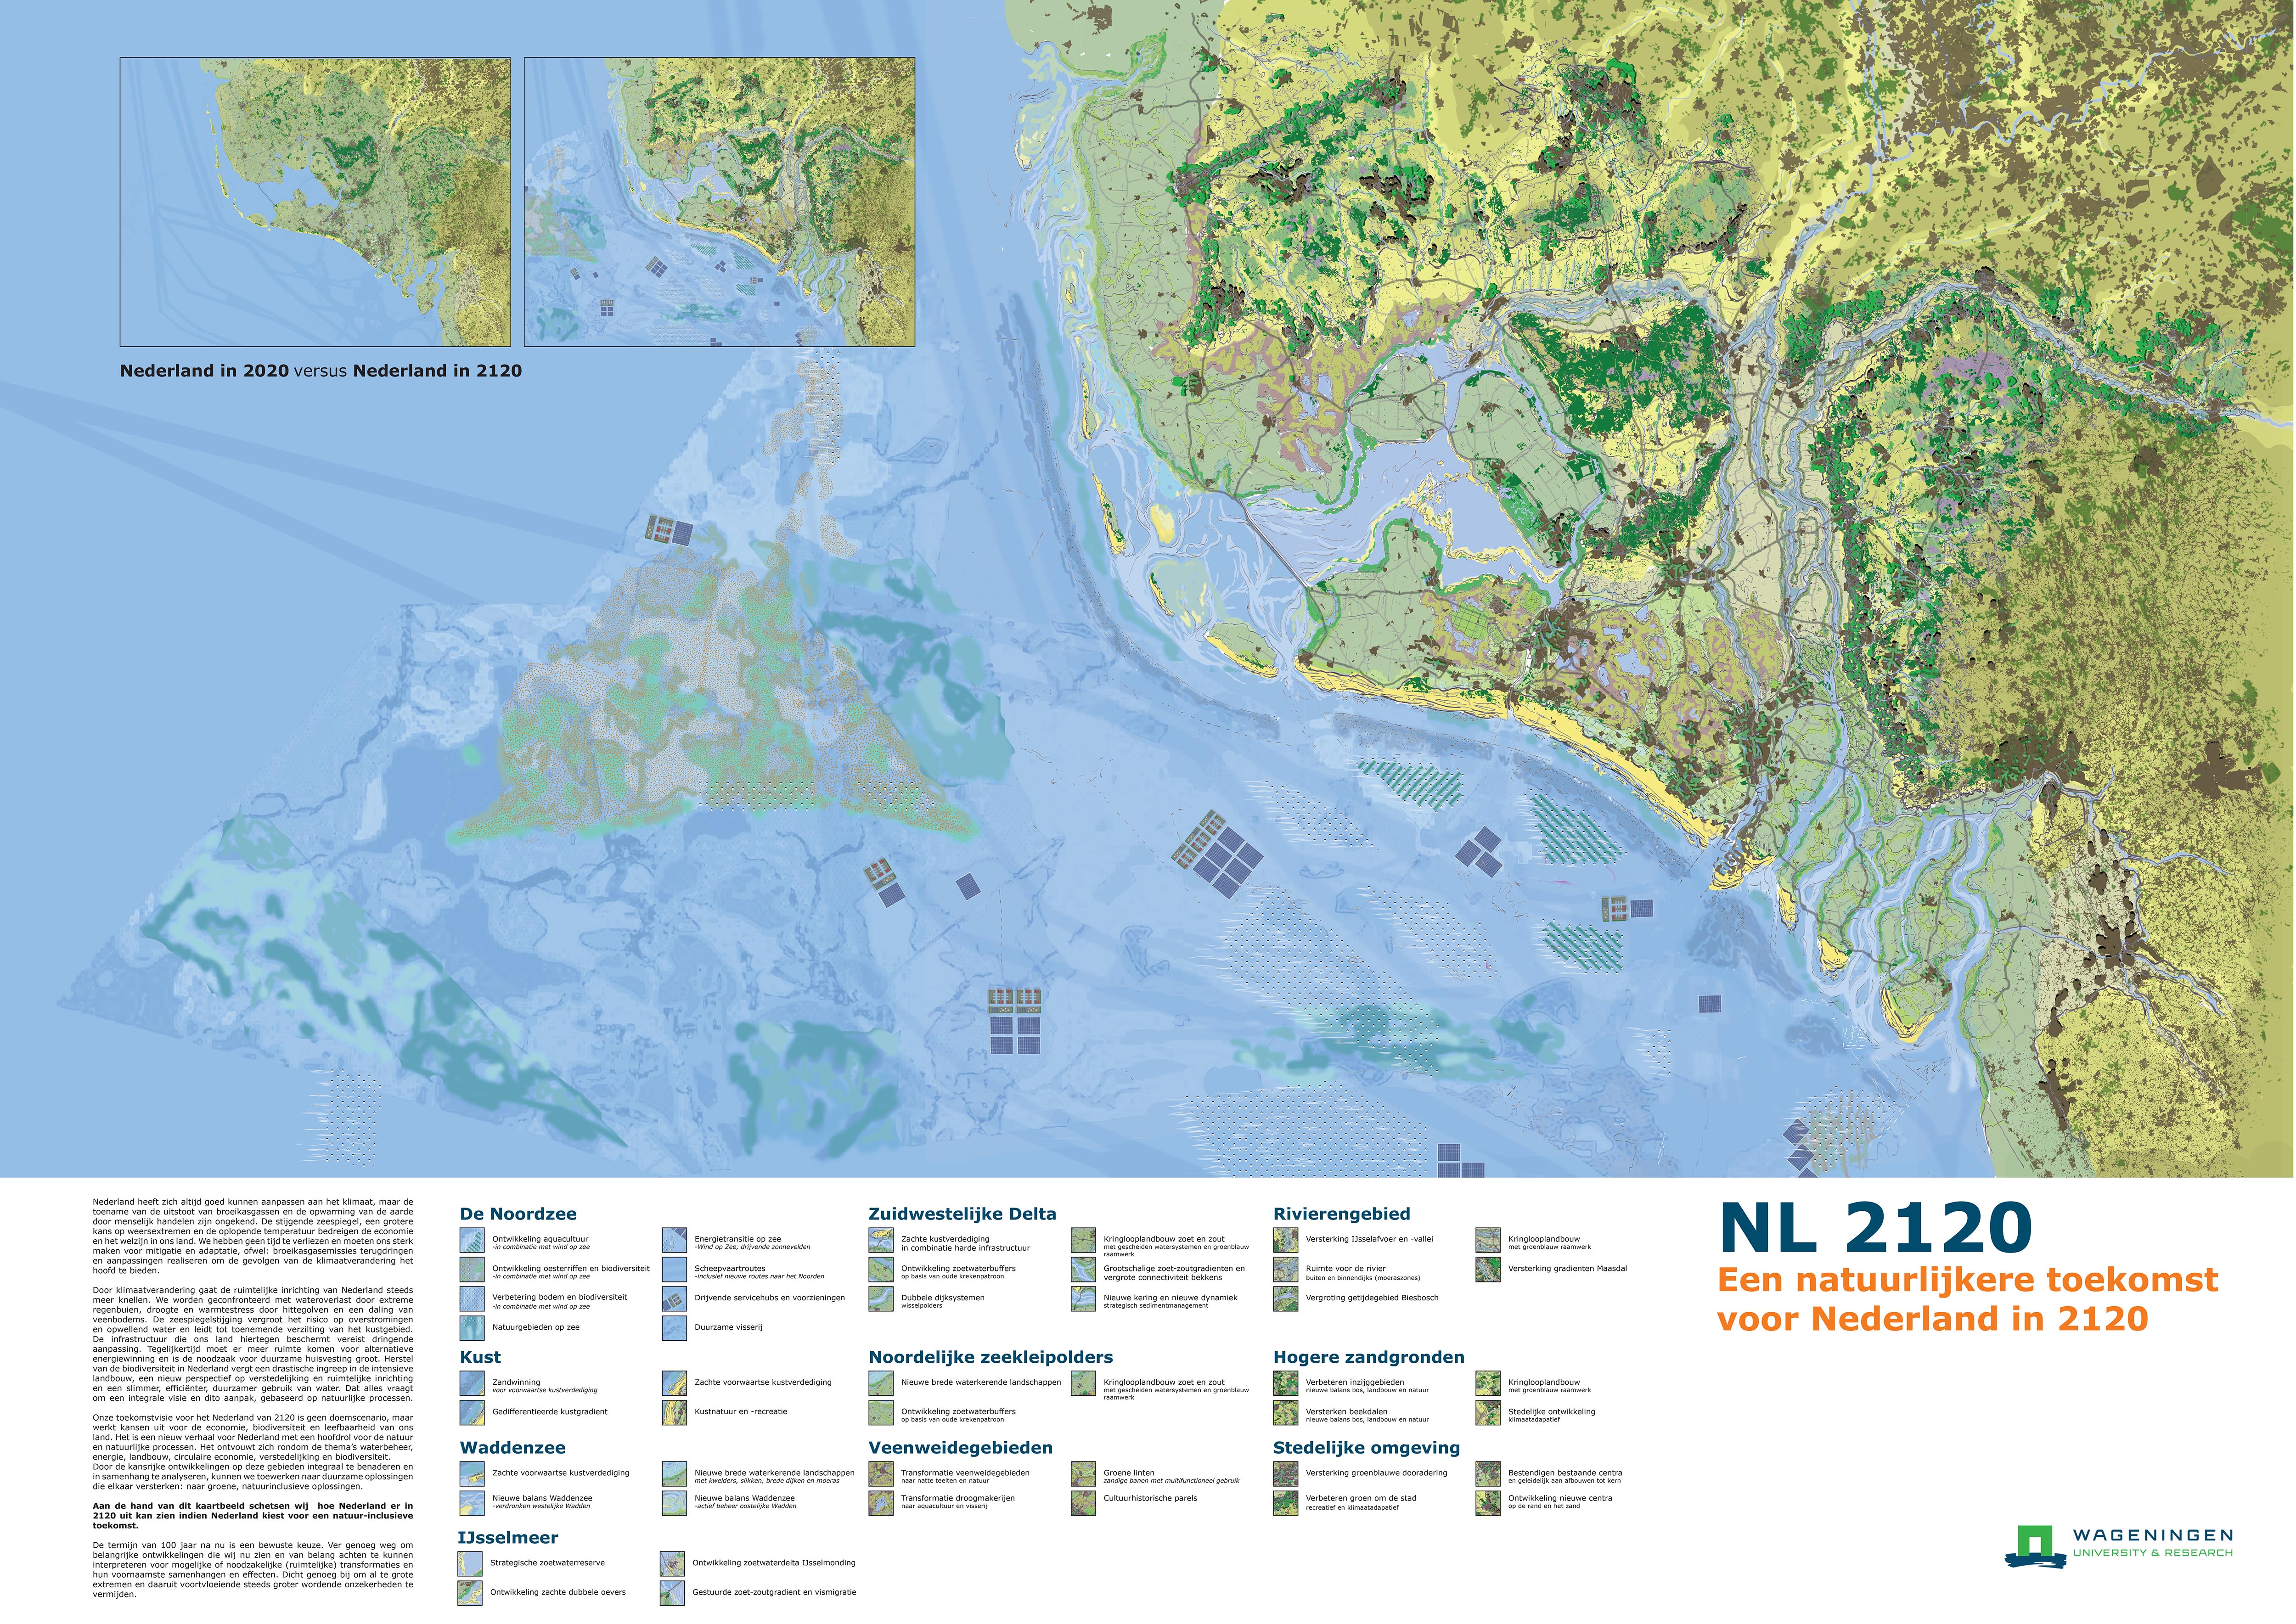 Nederland in 2020 versus Nederland in 2120
Nederland heeft zich altijd goed kunnen aanpassen aan het klimaat, maar de
toename van de uitstoot van broeikasgassen en de opwarming van de aarde
door menselijk handelen zijn ongekend. De stijgende zeespiegel, een grotere
kans op weersextremen en de oplopende temperatuur bedreigen de economie
en het welzijn in ons land. We hebben geen tijd te verliezen en moeten ons sterk
maken voor mitigatie en adaptatie, ofwel: broeikasgasemissies terugdringen
en aanpassingen realiseren om de gevolgen van de klimaatverandering het
hoofd te bieden.
Door klimaatverandering gaat de ruimtelijke inrichting van Nederland steeds
meer knellen. We worden geconfronteerd met wateroverlast door extreme
regenbuien, droogte en warmtestress door hittegolven en een daling van
veenbodems. De zeespiegelstijging vergroot het risico op overstromingen
en opwellend water en leidt tot toenemende verzilting van het kustgebied.
De infrastructuur die ons land hiertegen beschermt vereist dringende
aanpassing. Tegelijkertijd moet er meer ruimte komen voor alternatieve
energiewinning en is de noodzaak voor duurzame huisvesting groot. Herstel
van de biodiversiteit in Nederland vergt een drastische ingreep in de intensieve
landbouw, een nieuw perspectief op verstedelijking en ruimtelijke inrichting
en een slimmer, efficiënter, duurzamer gebruik van water. Dat alles vraagt
om een integrale visie en dito aanpak, gebaseerd op natuurlijke processen.
Onze toekomstvisie voor het Nederland van 2120 is geen doemscenario, maar
werkt kansen uit voor de economie, biodiversiteit en leefbaarheid van ons
land. Het is een nieuw verhaal voor Nederland met een hoofdrol voor de natuur
en natuurlijke processen. Het ontvouwt zich rondom de thema's waterbeheer,
energie, landbouw, circulaire economie, verstedelijking en biodiversiteit.
Door de kansrijke ontwikkelingen op deze gebieden integraal te benaderen en
in samenhang te analyseren, kunnen we toewerken naar duurzame oplossingen
die elkaar versterken: naar groene, natuurinclusieve oplossingen.
Aan de hand van dit kaartbeeld schetsen wij hoe Nederland er in
2120 uit kan zien indien Nederland kiest voor een natuur-inclusieve
toekomst.
De termijn van 100 jaar na nu is een bewuste keuze. Ver genoeg weg om
belangrijke ontwikkelingen die wij nu zien en van belang achten te kunnen
interpreteren voor mogelijke of noodzakelijke (ruimtelijke) transformaties en
hun voornaamste samenhangen en effecten. Dicht genoeg bij om al te grote
extremen en daaruit voortvloeiende steeds groter wordende onzekerheden te
vermijden.
De Noordzee
Ontwikkeling aquacultuur
-in combinatie met wind op zee
Ontwikkeling oesterriffen en biodiversiteit
-in combinatie met wind op zee
Verbetering bodem en biodiversiteit
-in combinatie met wind op zee
Natuurgebieden op zee
Energietransitie op zee
-Wind op Zee, drijvende zonnevelden
Scheepvaartroutes
-inclusief nieuwe routes naar het Noorden
Drijvende servicehubs en voorzieningen
Duurzame visserij
Kust
Zandwinning
voor voorwaartse kustverdediging
Gedifferentieerde kustgradient
Zachte voorwaartse kustverdediging
Kustnatuur en -recreatie
Waddenzee
Zachte voorwaartse kustverdediging
Nieuwe balans Waddenzee
-verdronken westelijke Wadden
Nieuwe brede waterkerende landschappen
met kwelders, slikken, brede dijken en moeras
Nieuwe balans Waddenzee
-actief beheer oostelijke Wadden
IJsselmeer
Strategische zoetwaterreserve
Ontwikkeling zachte dubbele oevers
Ontwikkeling zoetwaterdelta IJsselmonding
Gestuurde zoet-zoutgradient en vismigratie
Zuidwestelijke Delta
Zachte kustverdediging
in combinatie harde infrastructuur
Ontwikkeling zoetwaterbuffers
op basis van oude krekenpatroon
Dubbele dijksystemen
wisselpolders
Kringlooplandbouw zoet en zout
met gescheiden watersystemen en groenblauw
raamwerk
Grootschalige zoet-zoutgradienten en
vergrote connectiviteit bekkens
Nieuwe kering en nieuwe dynamiek
strategisch sedimentmanagement
Noordelijke zeekleipolders
Nieuwe brede waterkerende landschappen
Ontwikkeling zoetwaterbuffers
op basis van oude krekenpatroon
Kringlooplandbouw zoet en zout
met gescheiden watersystemen en groenblauw
raamwerk
Veenweidegebieden
Transformatie veenweidegebieden
naar natte teelten en natuur
Transformatie droogmakerijen
naar aquacultuur en visserij
Groene linten
zandige banen met multifunctioneel gebruik
Cultuurhistorische parels
Rivierengebied
Versterking IJsselafvoer en -vallei
Ruimte voor de rivier
buiten en binnendijks (moeraszones)
Vergroting getijdegebied Biesbosch
Kringlooplandbouw
met groenblauw raamwerk
Versterking gradienten Maasdal
Hogere zandgronden
Verbeteren inzijggebieden
nieuwe balans bos, landbouw en natuur
Versterken beekdalen
nieuwe balans bos, landbouw en natuur
Kringlooplandbouw
met groenblauw raamwerk
Stedelijke ontwikkeling
klimaatadapatief
Stedelijke omgeving
Versterking groenblauwe dooradering
Verbeteren groen om de stad
recreatief en klimaatadapatief
Bestendigen bestaande centra
en geleidelijk aan afbouwen tot kern
Ontwikkeling nieuwe centra
op de rand en het zand
NL 2120
Een natuurlijkere toekomst
voor Nederland in 2120
WAGENINGEN
UNIVERSITY & RESEARCH